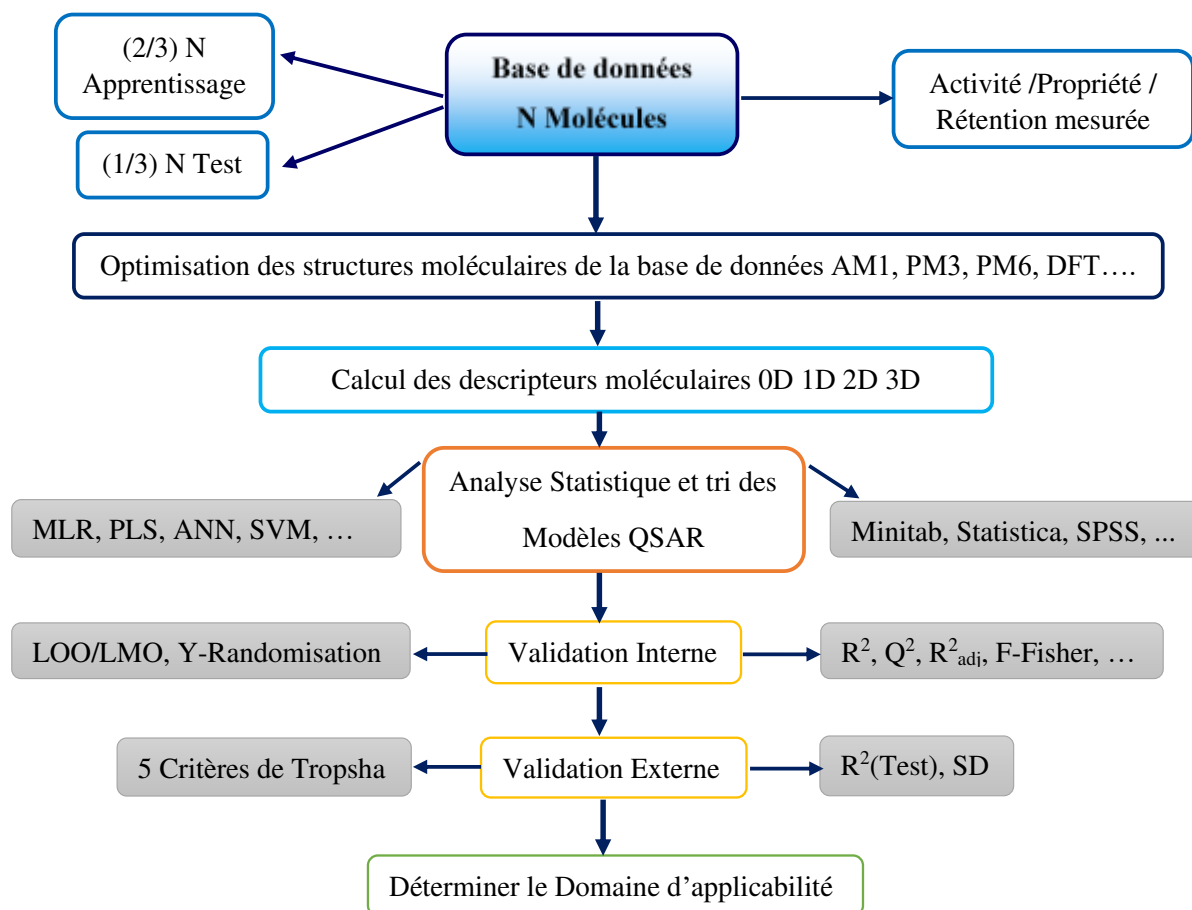 (2/3) N
Apprentissage
Base de données
N Molécules
Activité /Propriété /
Rétention mesurée
(1/3) N Test
Optimisation des structures moléculaires de la base de données AM1, PM3, PM6, DFT….
Calcul des descripteurs moléculaires 0D 1D 2D 3D
Analyse Statistique et tri des
Modèles QSAR
MLR, PLS, ANN, SVM, …
Minitab, Statistica, SPSS, ...
LOO/LMO, Y-Randomisation
Validation Interne
R², Q², R²adj, F-Fisher, …
5 Critères de Tropsha
Validation Externe
R²(Test), SD
Déterminer le Domaine d’applicabilité